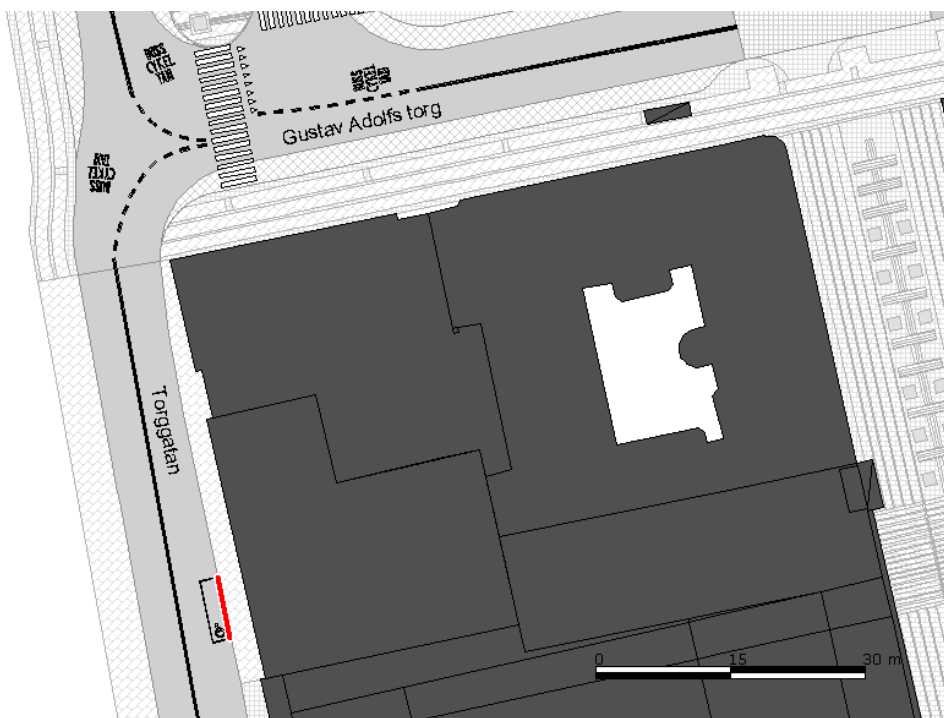 BUSS
CYKEL
TAXI
BUSS
CYKEL
TAXI
Gustav Adolfs torg
BUSS
CYKEL
TAXI
Torggatan
0 15 30 m